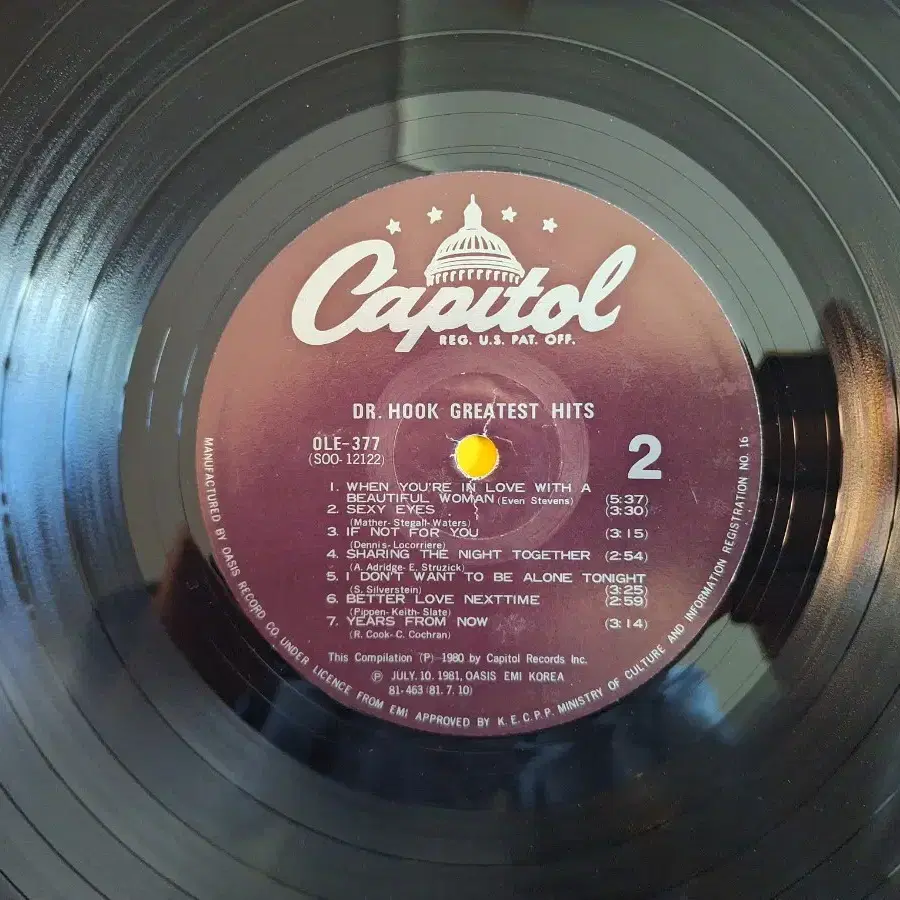 Capitol
REG. U.S. PAT. OFF.
DR. HOOK GREATEST HITS
OLE-377
(SOO-12122)
2
1. WHEN YOU'RE IN LOVE WITH A
BEAUTIFUL WOMAN (Even Stevens) (5:37)
2. SEXY EYES (3:30)
(Mather-Stegall-Waters)
3. IF NOT FOR YOU (3:15)
(Dennis-Locorriere)
4. SHARING THE NIGHT TOGETHER (2:54)
(A. Adridge-E. Struzick)
5. I DON'T WANT TO BE ALONE TONIGHT
(S. Silverstein) (3:25)
6. BETTER LOVE NEXTTIME (2:59)
(Pippen-Keith-Slate)
7. YEARS FROM NOW (3:14)
(R. Cook-C. Cochran)
This Compilation (P) 1980 by Capitol Records Inc.
Ⓟ JULY. 10. 1981, OASIS EMI KOREA
81-463 (81. 7. 10)
MANUFACTURED BY OASIS RECORD CO. UNDER LICENCE FROM EMI APPROVED BY K. E. C. P. P. MINISTRY OF CULTURE AND INFORMATION REGISTRATION NO. 16